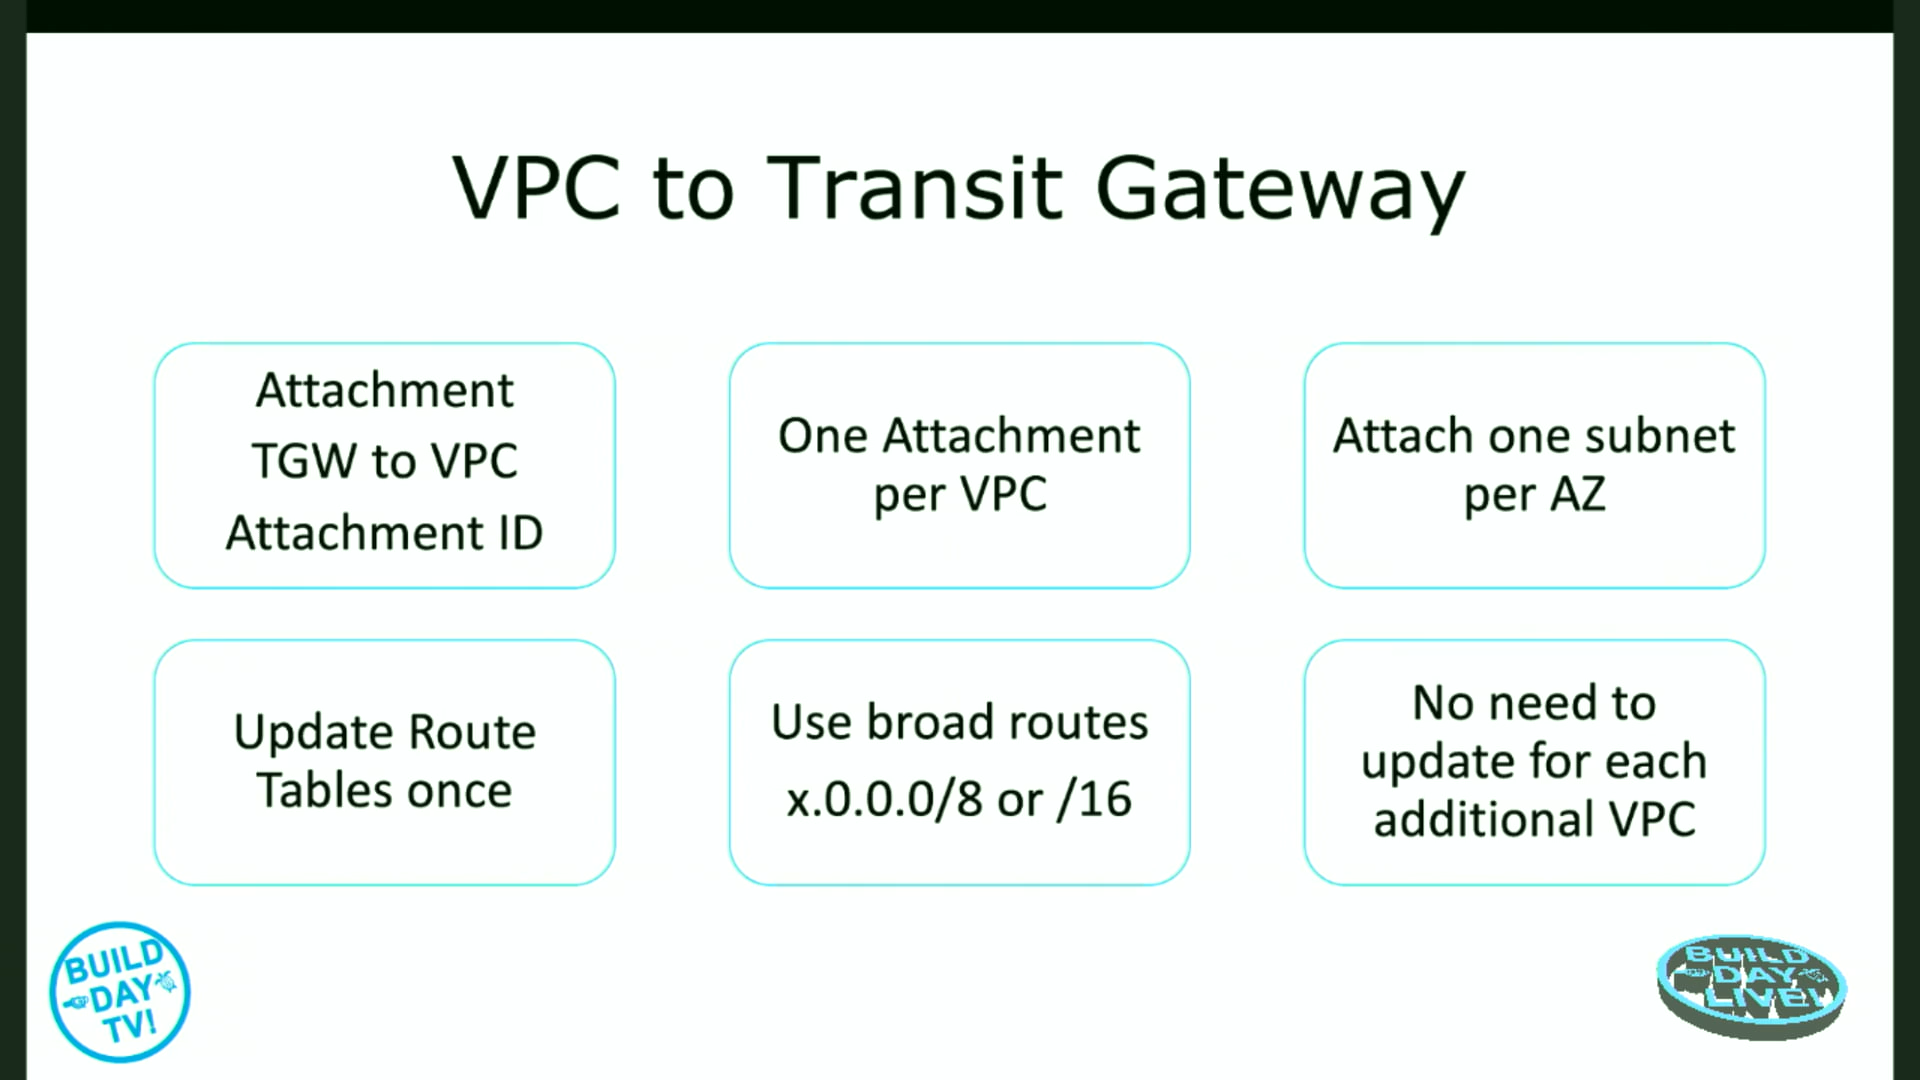 VPC to Transit Gateway
Attachment
TGW to VPC
Attachment ID
One Attachment
per VPC
Attach one subnet
per AZ
Update Route
Tables once
Use broad routes
x.0.0.0/8 or /16
No need to
update for each
additional VPC
BUILD
DAY
TV!
BUILD
DAY
LIVE!